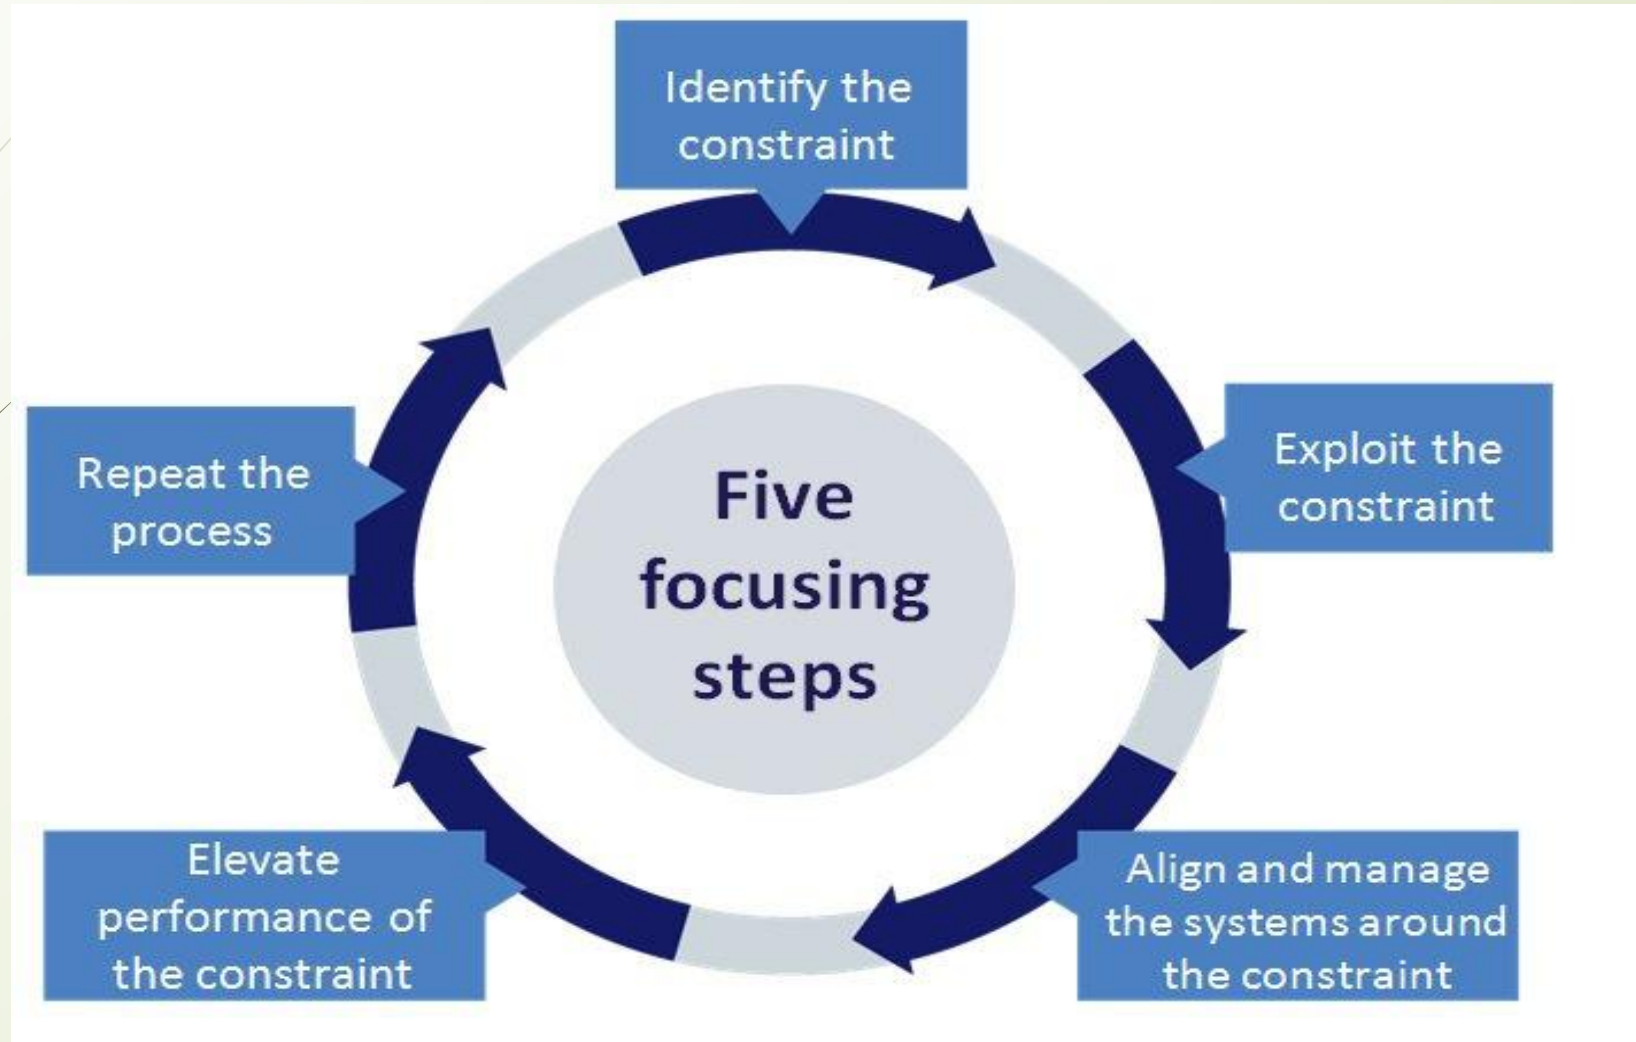 Identify the
constraint
Exploit the
constraint
Align and manage
the systems around
the constraint
Elevate
performance of
the constraint
Repeat the
process
Five
focusing
steps